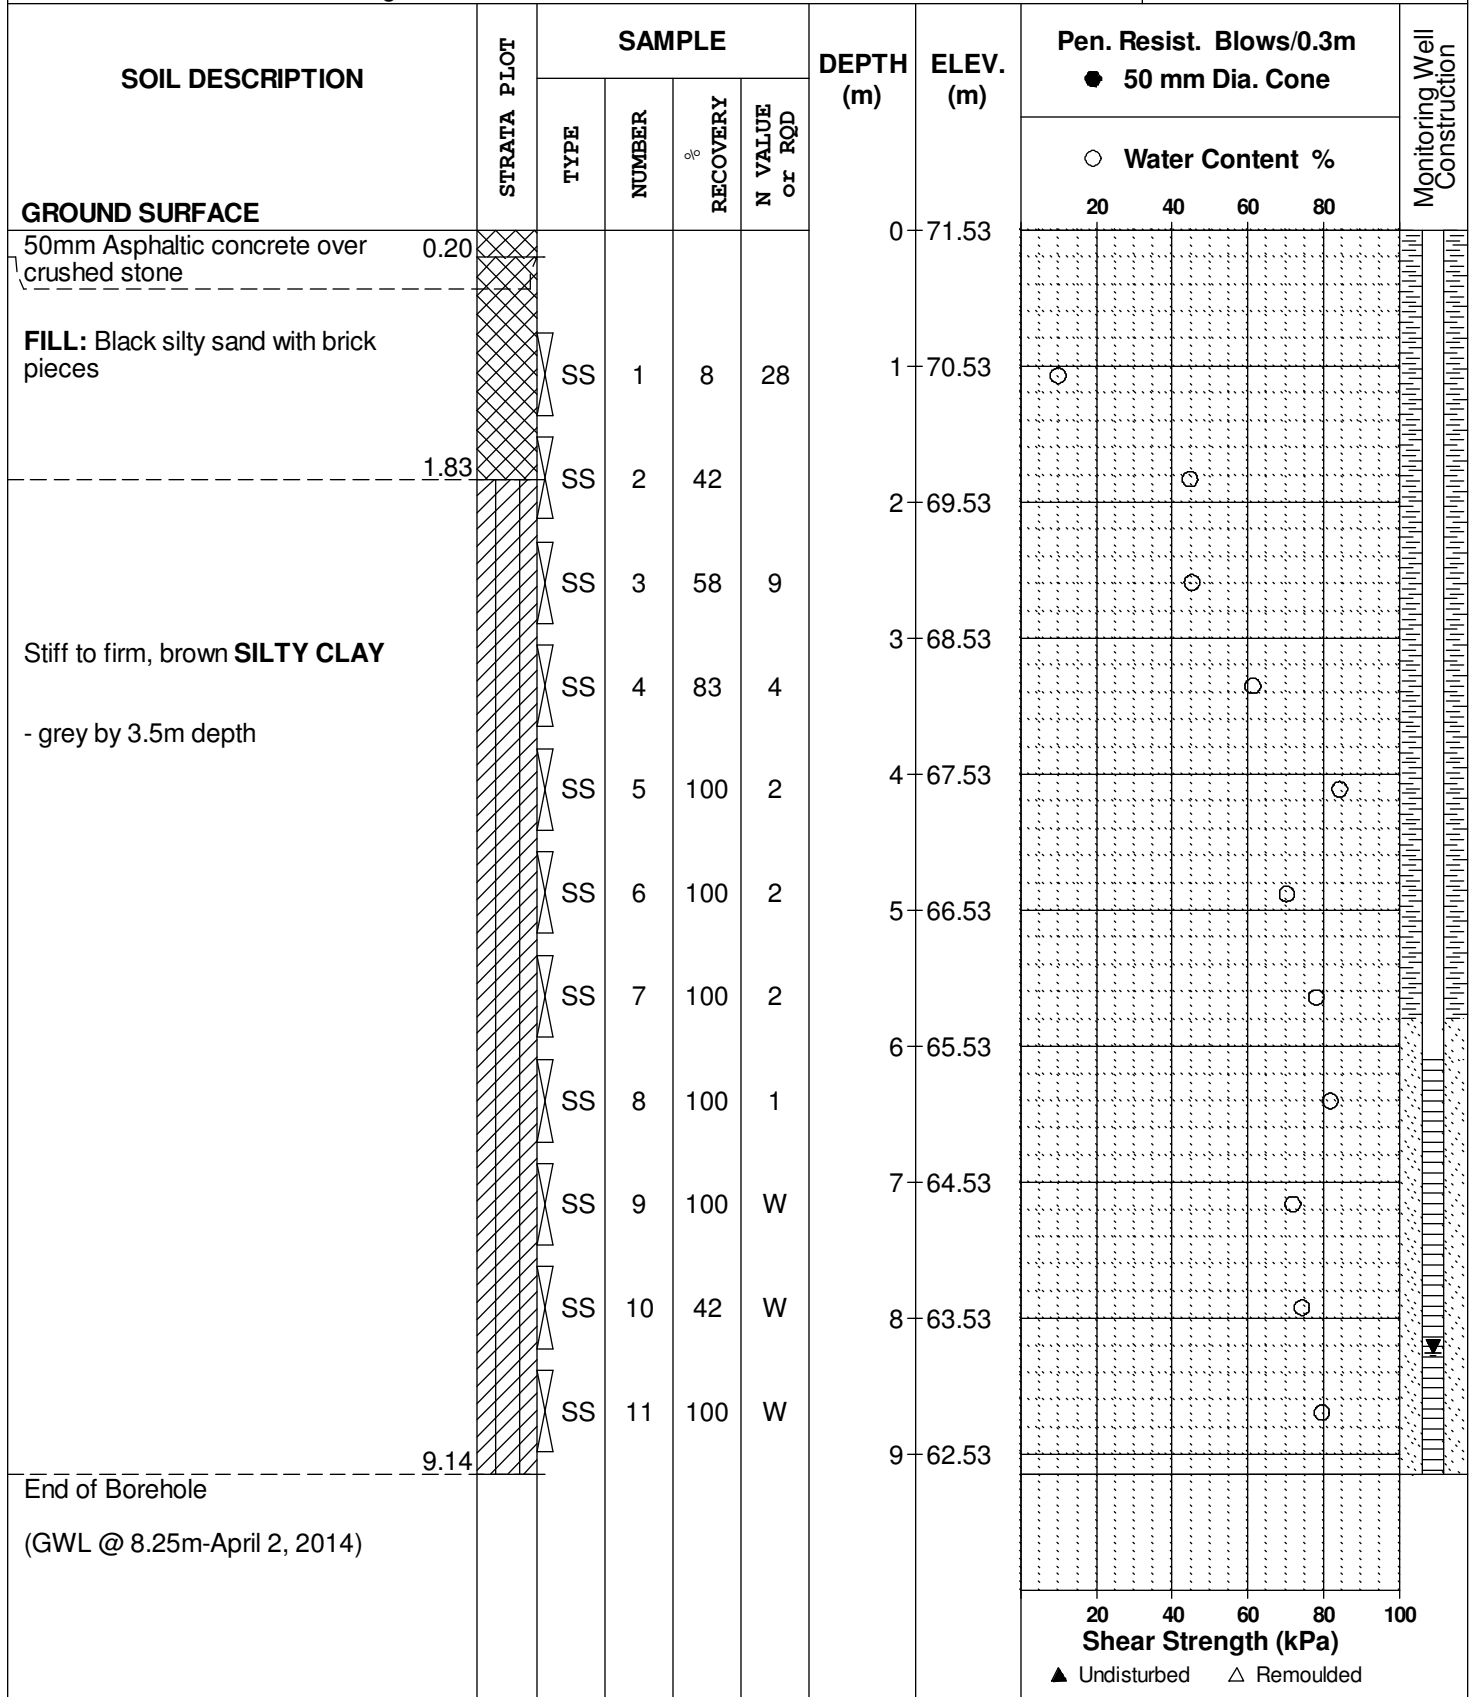 SOIL DESCRIPTION
GROUND SURFACE
STRATA PLOT
SAMPLE
TYPE
NUMBER
% RECOVERY
N VALUE or RQD
DEPTH (m)
ELEV. (m)
Pen. Resist. Blows/0.3m
● 50 mm Dia. Cone
○ Water Content %
20 40 60 80
Monitoring Well Construction
0 71.53
50mm Asphaltic concrete over 0.20
crushed stone
FILL: Black silty sand with brick
pieces
SS 1 8 28
1 70.53
1.83
SS 2 42
2 69.53
SS 3 58 9
3 68.53
Stiff to firm, brown SILTY CLAY
SS 4 83 4
- grey by 3.5m depth
4 67.53
SS 5 100 2
SS 6 100 2
5 66.53
SS 7 100 2
6 65.53
SS 8 100 1
7 64.53
SS 9 100 W
SS 10 42 W
8 63.53
SS 11 100 W
9 62.53
9.14
End of Borehole
(GWL @ 8.25m-April 2, 2014)
20 40 60 80 100
Shear Strength (kPa)
▲ Undisturbed △ Remoulded